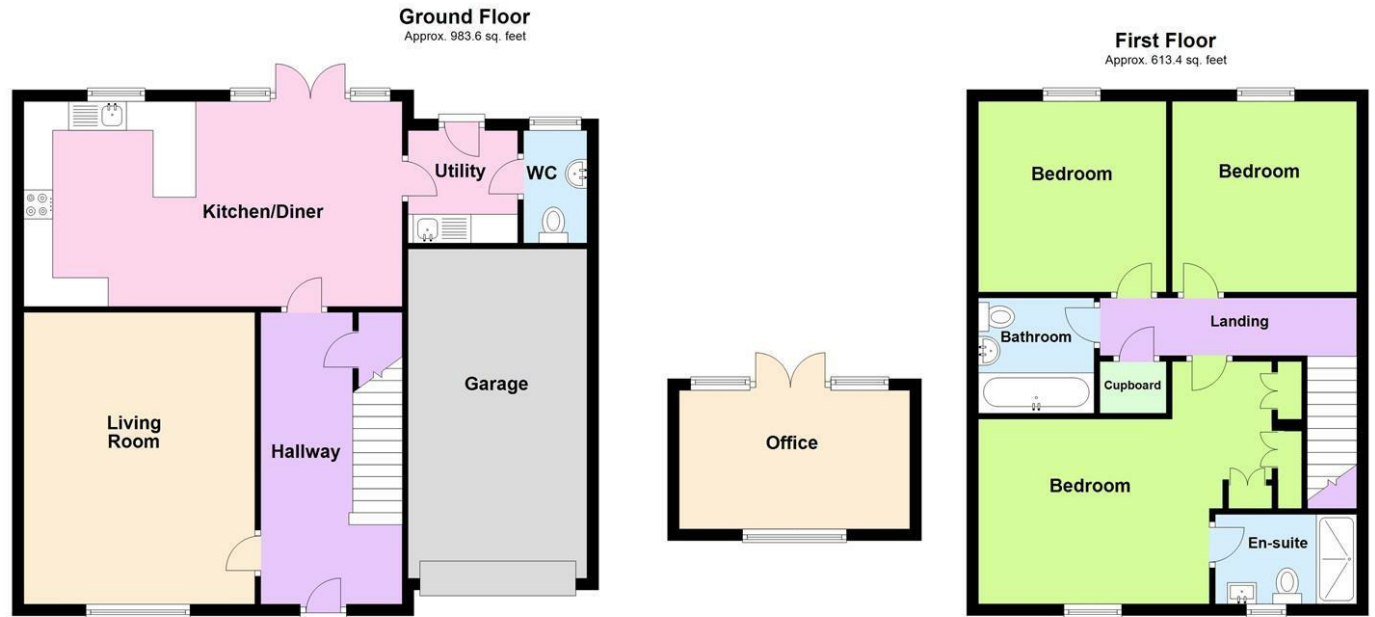 Ground Floor
Approx. 983.6 sq. feet
Kitchen/Diner
Utility
WC
Living
Room
Hallway
Garage
Office
First Floor
Approx. 613.4 sq. feet
Bedroom
Bedroom
Bathroom
Landing
Cupboard
Bedroom
En-suite